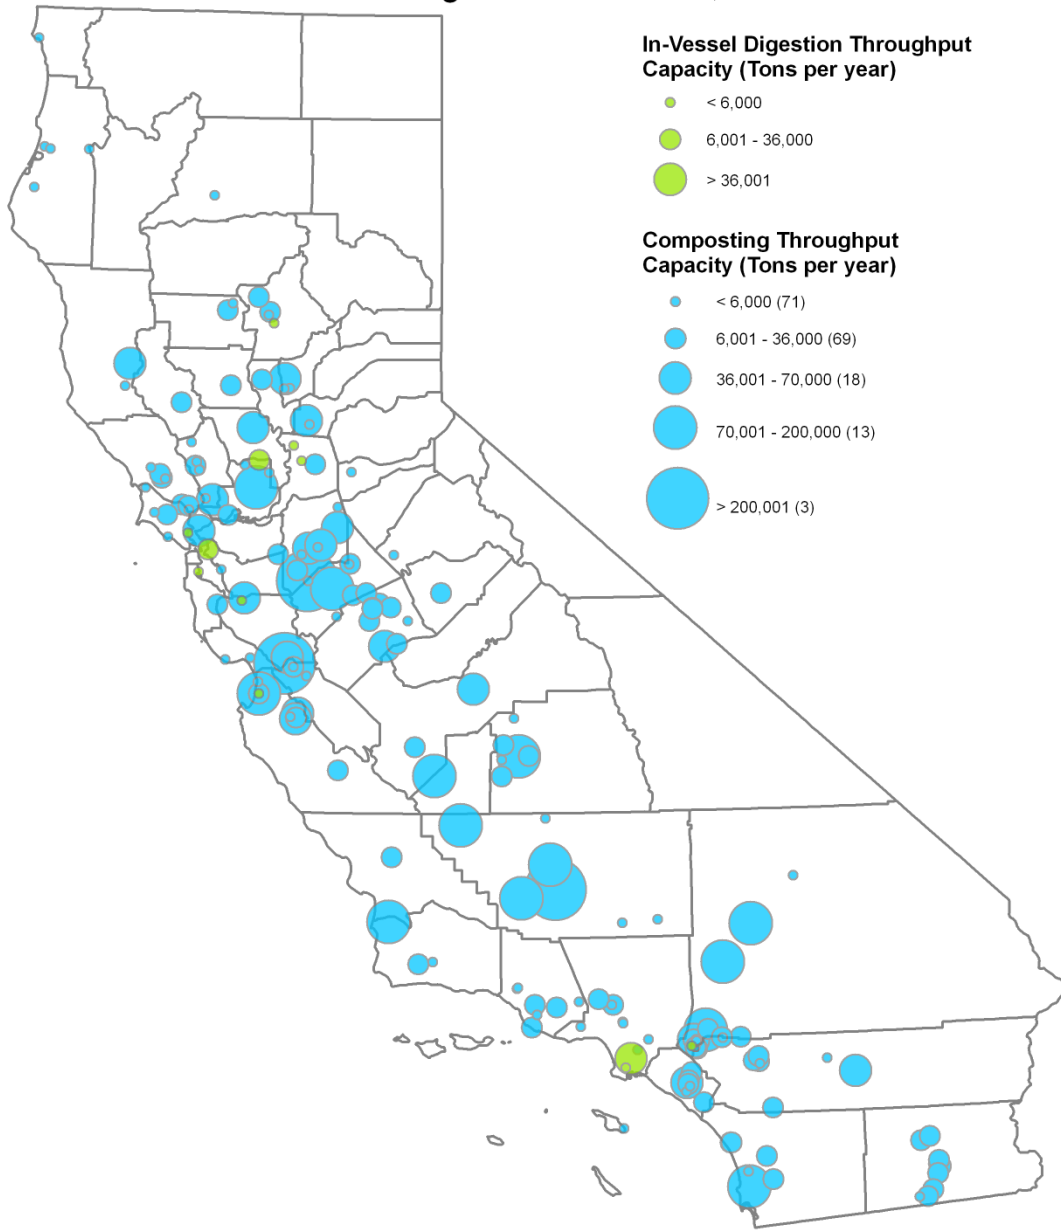 In-Vessel Digestion Throughput
Capacity (Tons per year)
< 6,000
6,001 - 36,000
> 36,001
Composting Throughput
Capacity (Tons per year)
< 6,000 (71)
6,001 - 36,000 (69)
36,001 - 70,000 (18)
70,001 - 200,000 (13)
> 200,001 (3)